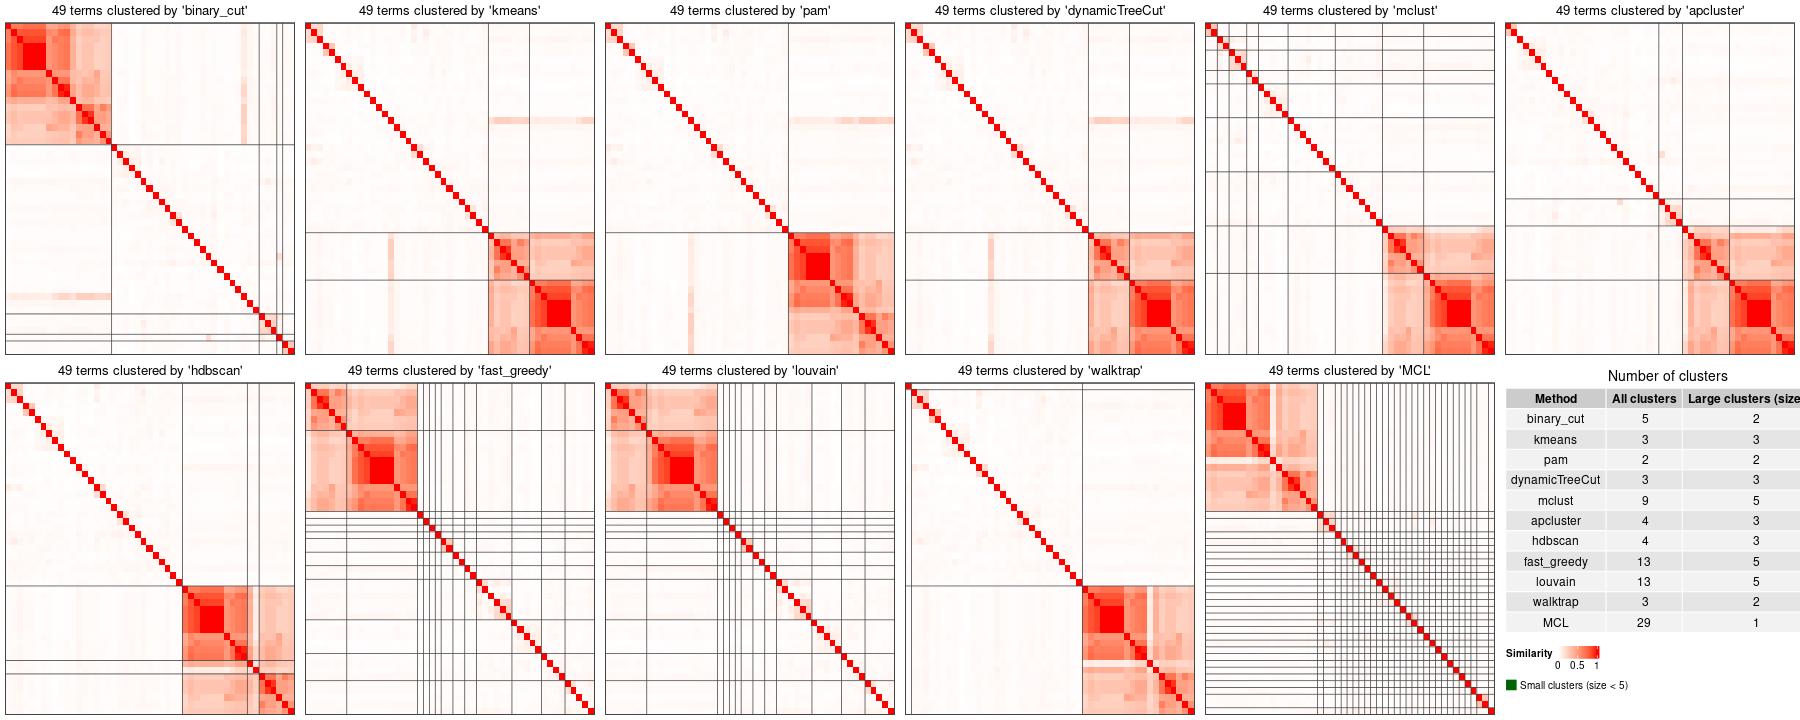 49 terms clustered by 'binary_cut'
49 terms clustered by 'kmeans'
49 terms clustered by 'pam'
49 terms clustered by 'dynamicTreeCut'
49 terms clustered by 'mclust'
49 terms clustered by 'apcluster'
49 terms clustered by 'hdbscan'
49 terms clustered by 'fast_greedy'
49 terms clustered by 'louvain'
49 terms clustered by 'walktrap'
49 terms clustered by 'MCL'
Number of clusters
Method All clusters Large clusters (size
binary_cut 5 2
kmeans 3 3
pam 2 2
dynamicTreeCut 3 3
mclust 9 5
apcluster 4 3
hdbscan 4 3
fast_greedy 13 5
louvain 13 5
walktrap 3 2
MCL 29 1
Similarity
0 0.5 1
Small clusters (size < 5)